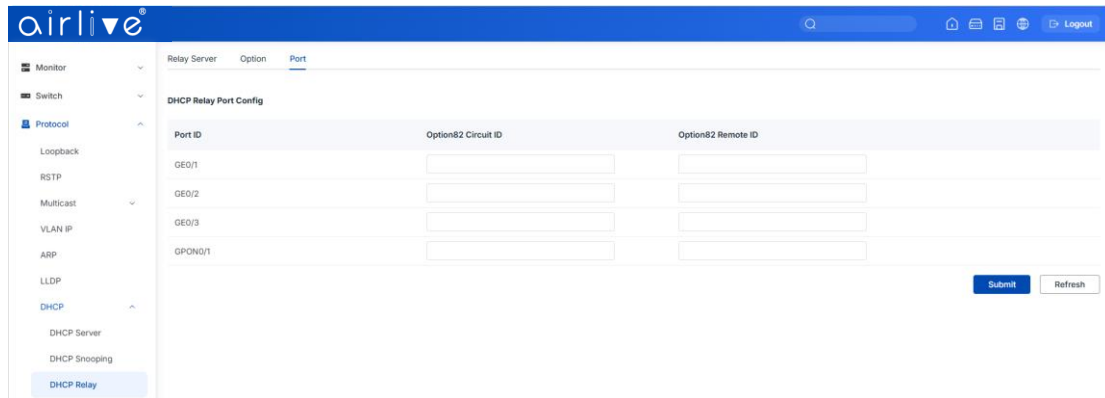 airlive®
Logout
Monitor
Switch
Protocol
Loopback
RSTP
Multicast
VLAN IP
ARP
LLDP
DHCP
DHCP Server
DHCP Snooping
DHCP Relay
Relay Server Option Port
DHCP Relay Port Config
Port ID Option82 Circuit ID Option82 Remote ID
GE0/1
GE0/2
GE0/3
GPON0/1
Submit Refresh